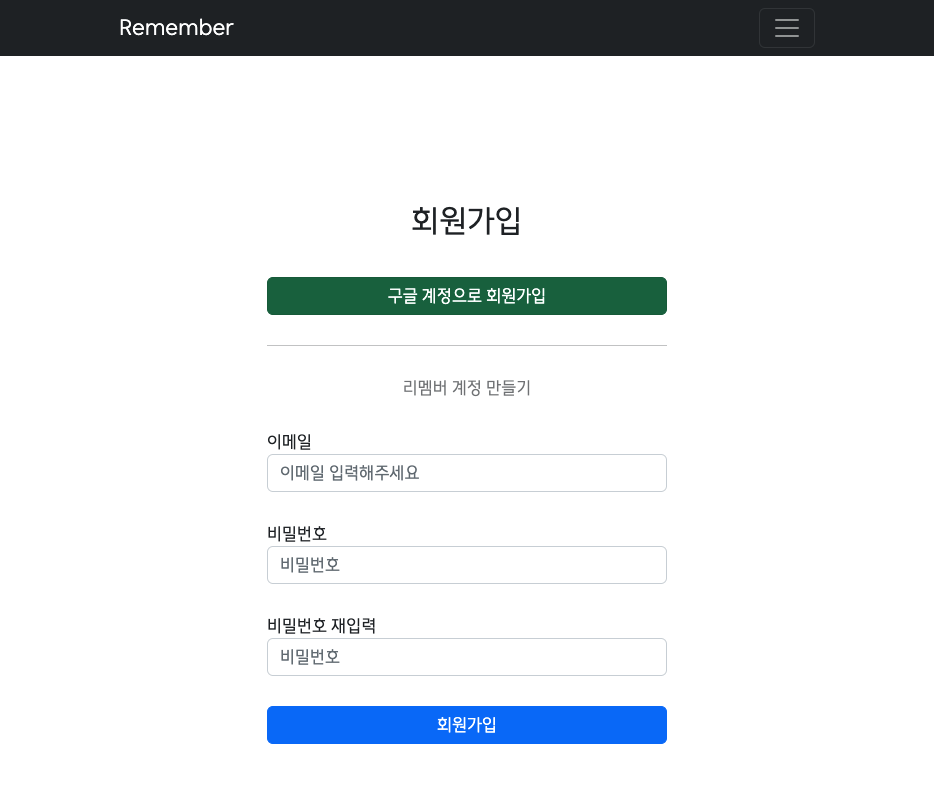 Remember
회원가입
구글 계정으로 회원가입
리멤버 계정 만들기
이메일
이메일 입력해주세요
비밀번호
비밀번호
비밀번호 재입력
비밀번호
회원가입